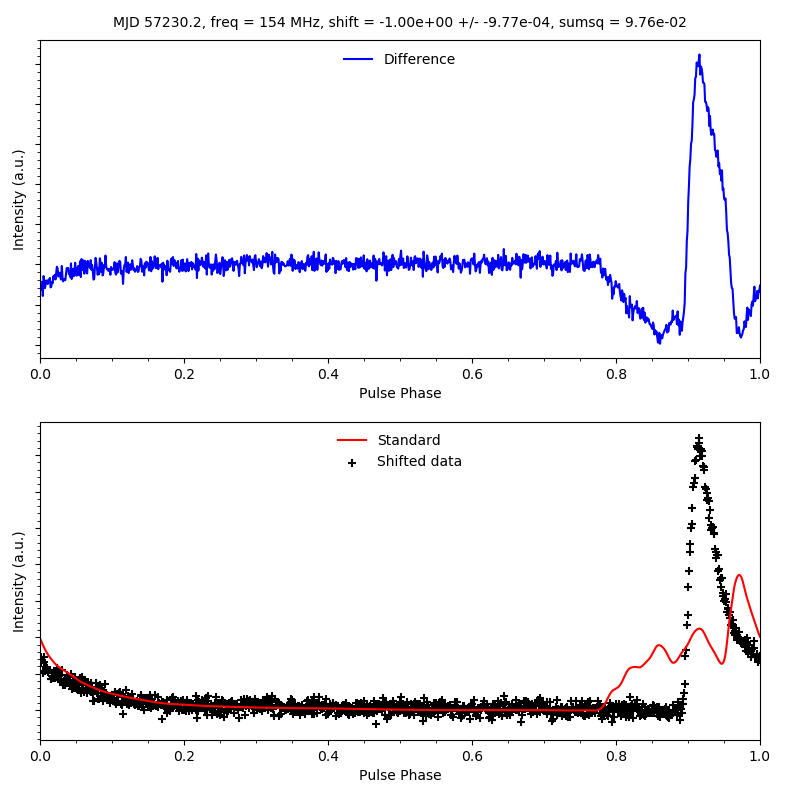 MJD 57230.2, freq = 154 MHz, shift = -1.00e+00 +/- -9.77e-04, sumsq = 9.76e-02
Difference
Intensity (a.u.)
0.0 0.2 0.4 0.6 0.8 1.0
Pulse Phase
Standard
Shifted data
Intensity (a.u.)
0.0 0.2 0.4 0.6 0.8 1.0
Pulse Phase